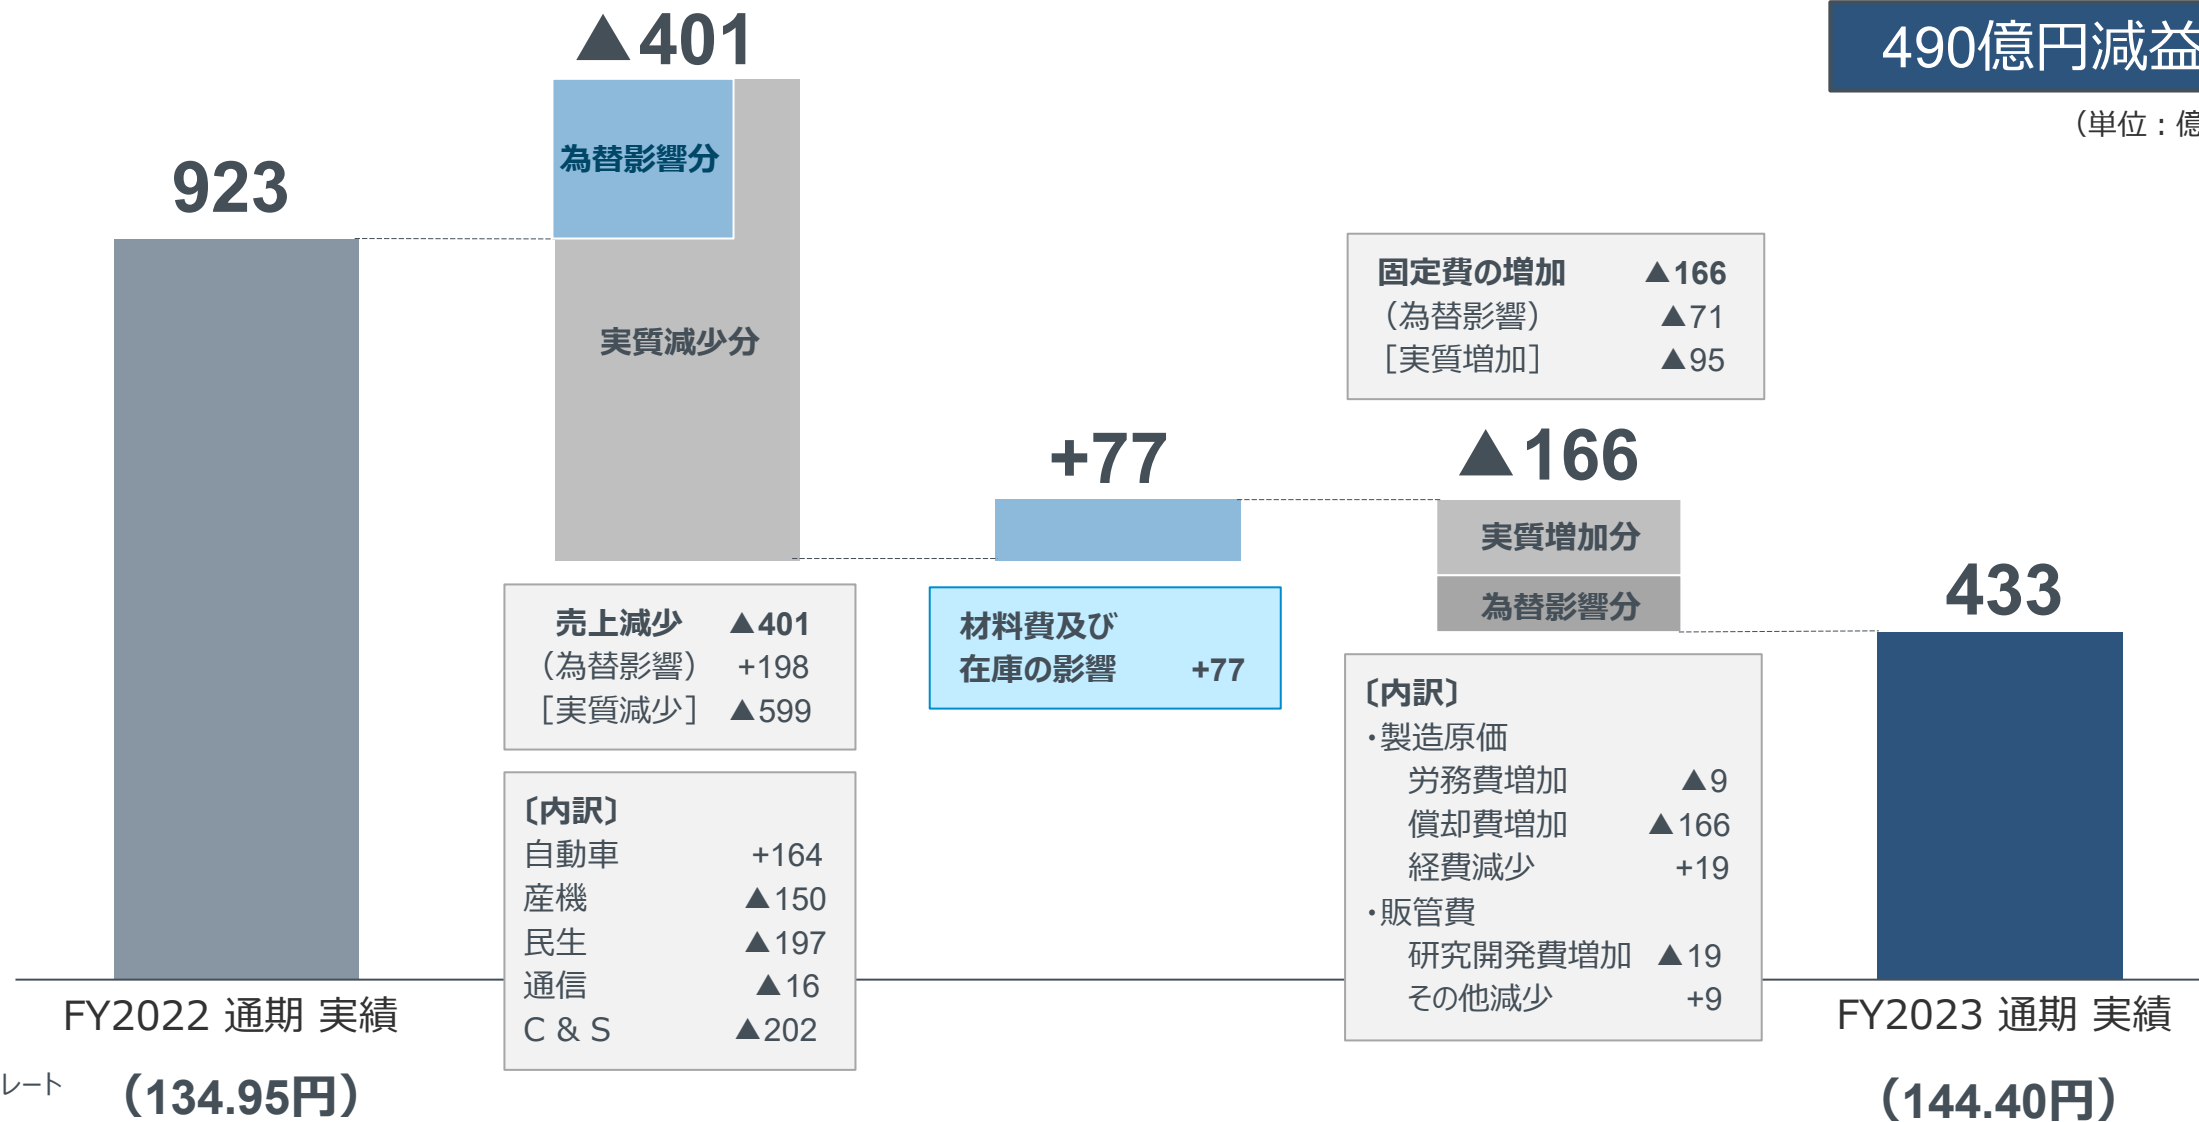 490億円減益
（単位：億
923
▲401
為替影響分
実質減少分
売上減少 ▲401
（為替影響） +198
［実質減少］ ▲599
〔内訳〕
自動車 +164
産機 ▲150
民生 ▲197
通信 ▲16
C & S ▲202
+77
材料費及び
在庫の影響 +77
固定費の増加 ▲166
（為替影響） ▲71
［実質増加］ ▲95
▲166
実質増加分
為替影響分
〔内訳〕
・製造原価
労務費増加 ▲9
償却費増加 ▲166
経費減少 +19
・販管費
研究開発費増加 ▲19
その他減少 +9
433
FY2022 通期 実績
FY2023 通期 実績
レート （134.95円）
（144.40円）